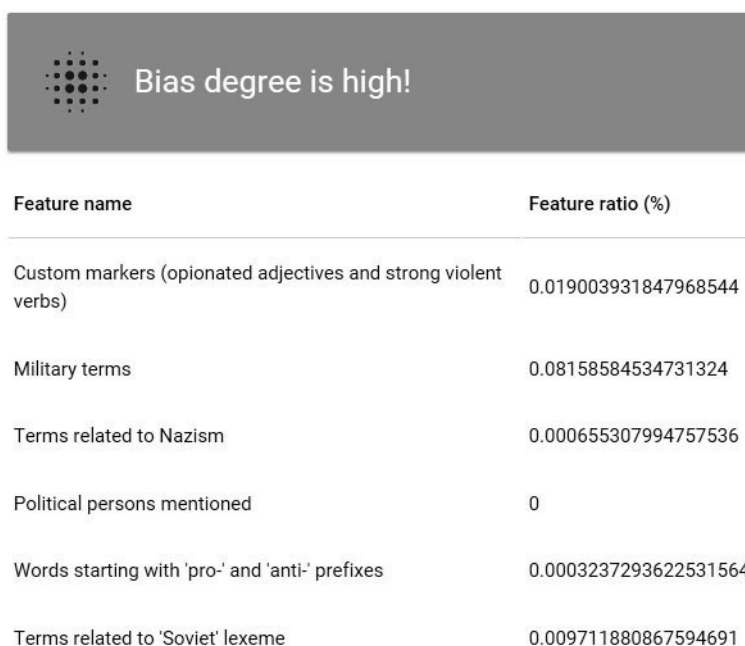 Bias degree is high!
Feature name Feature ratio (%)
Custom markers (opionated adjectives and strong violent
verbs) 0.019003931847968544
Military terms 0.08158584534731324
Terms related to Nazism 0.000655307994757536
Political persons mentioned 0
Words starting with 'pro-' and 'anti-' prefixes 0.0003237293622531564
Terms related to 'Soviet' lexeme 0.009711880867594691